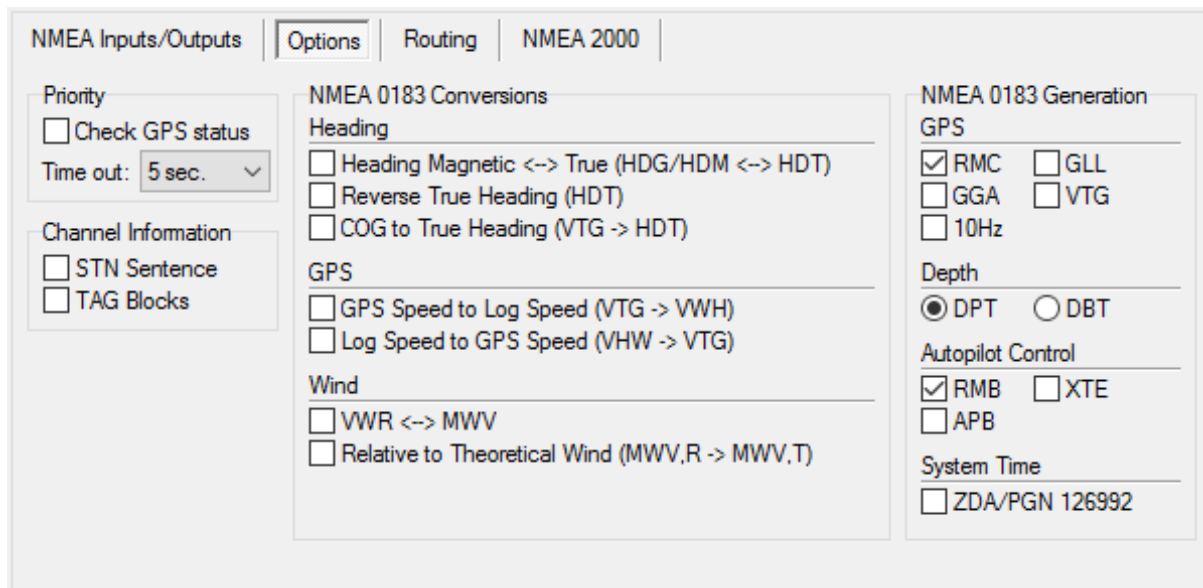 NMEA Inputs/Outputs Options Routing NMEA 2000
Priority
Check GPS status
Time out: 5 sec.
Channel Information
STN Sentence
TAG Blocks
NMEA 0183 Conversions
Heading
Heading Magnetic <--> True (HDG/HDM <--> HDT)
Reverse True Heading (HDT)
COG to True Heading (VTG -> HDT)
GPS
GPS Speed to Log Speed (VTG -> VWH)
Log Speed to GPS Speed (VHW -> VTG)
Wind
VWR <--> MWV
Relative to Theoretical Wind (MWV,R -> MWV,T)
NMEA 0183 Generation
GPS
RMC GLL
GGA VTG
10Hz
Depth
DPT DBT
Autopilot Control
RMB XTE
APB
System Time
ZDA/PGN 126992